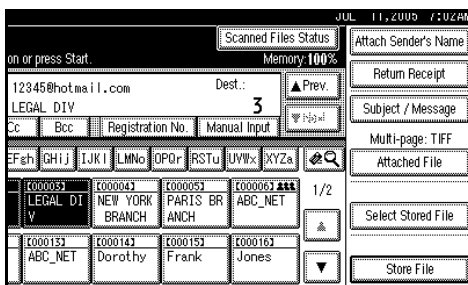 JUL 11,2005 7:02AM
Scanned Files Status
Attach Sender's Name
on or press Start.
Memory:100%
Return Receipt
12345@hotmail.com
Dest.:
▲Prev.
LEGAL DIV
3
▼Next
Subject / Message
Cc
Bcc
Registration No.
Manual Input
Multi-page: TIFF
Attached File
EFgh
GHij
IJKl
LMNo
OPQr
RSTu
UVWx
XYZa
[00003]
LEGAL DI
V
[00004]
NEW YORK
BRANCH
[00005]
PARIS BR
ANCH
[00006]
ABC_NET
1/2
Select Stored File
[00013]
ABC_NET
[00014]
Dorothy
[00015]
Frank
[00016]
Jones
▼
Store File